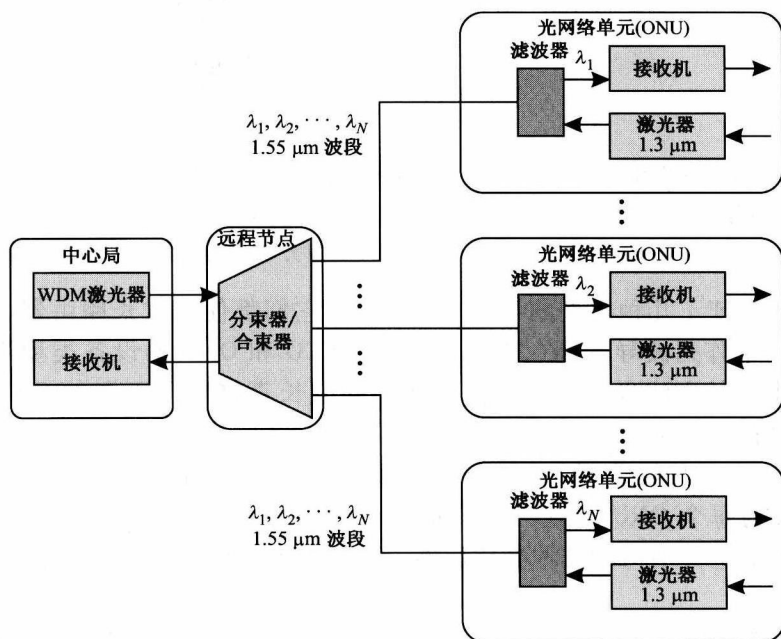 光网络单元(ONU)
滤波器
λ1
接收机
激光器
1.3 μm
λ1, λ2, ···, λN
1.55 μm 波段
中心局
WDM激光器
接收机
远程节点
分束器/
合束器
光网络单元(ONU)
滤波器
λ2
接收机
激光器
1.3 μm
光网络单元(ONU)
滤波器
λN
接收机
激光器
1.3 μm
λ1, λ2, ···, λN
1.55 μm 波段